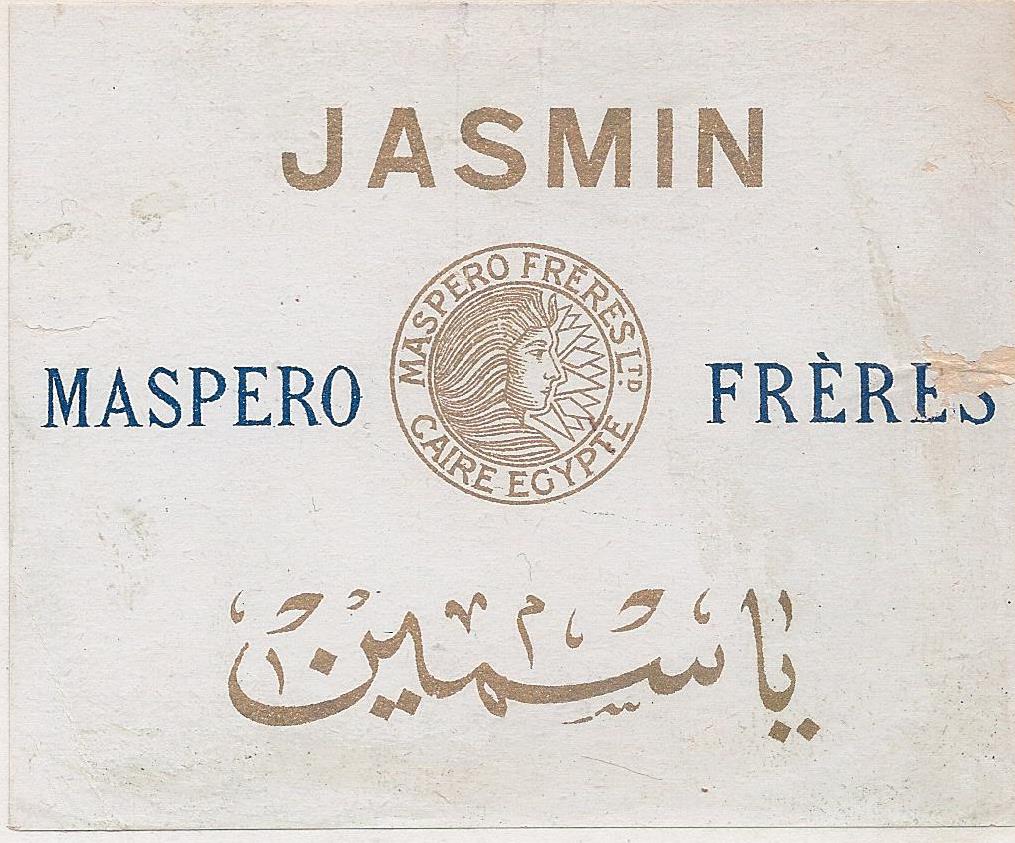 JASMIN
MASPERO FRÈRES LTD.
CAIRE EGYPTE
MASPERO FRÈRES
ياسمين